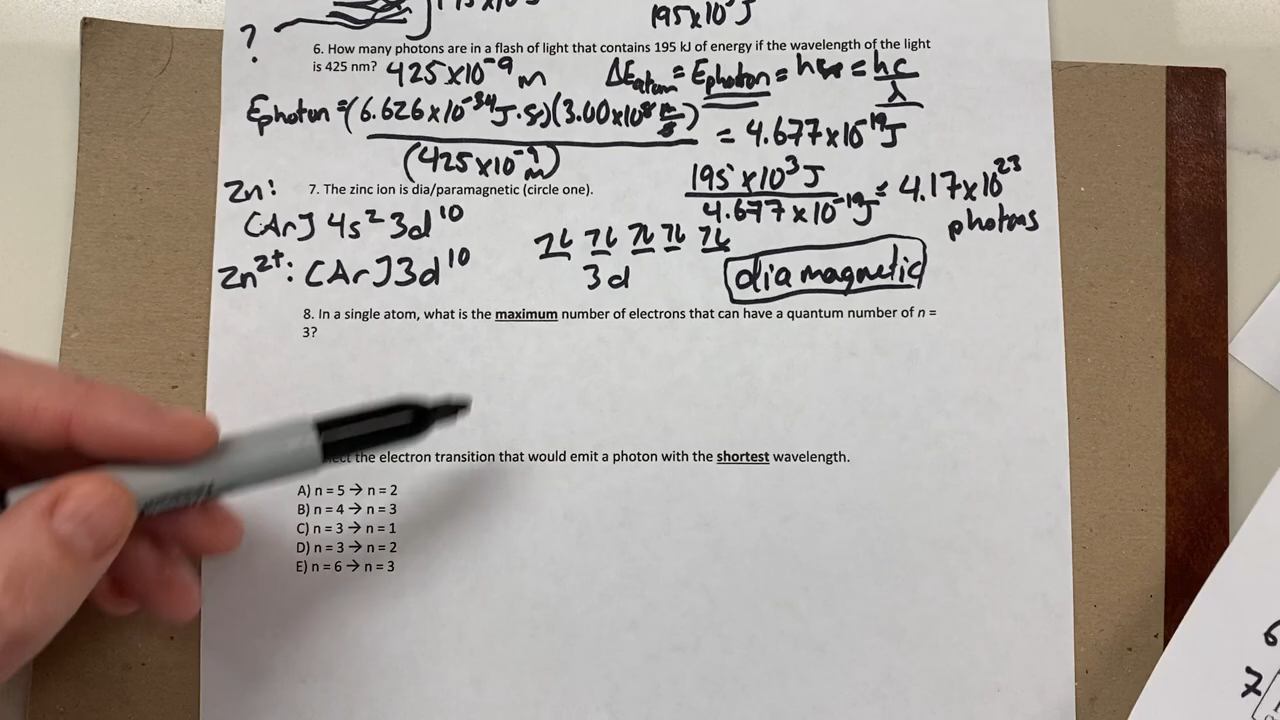 195x10³J
?
6. How many photons are in a flash of light that contains 195 kJ of energy if the wavelength of the light
is 425 nm? 425x10⁻⁹ m ΔEatom = Ephoton = h = hc/λ
Ephoton = (6.626x10⁻³⁴J·s)(3.00x10⁸ m/s) / (425x10⁻⁹ m) = 4.677x10⁻¹⁹J
195x10³J / 4.677x10⁻¹⁹J = 4.17x10²³ photons
Zn:
7. The zinc ion is dia/paramagnetic (circle one).
[Ar] 4s² 3d¹⁰
Zn²⁺: [Ar]3d¹⁰
3d
diamagnetic
8. In a single atom, what is the maximum number of electrons that can have a quantum number of n =
3?
the electron transition that would emit a photon with the shortest wavelength.
A) n = 5 → n = 2
B) n = 4 → n = 3
C) n = 3 → n = 1
D) n = 3 → n = 2
E) n = 6 → n = 3
7